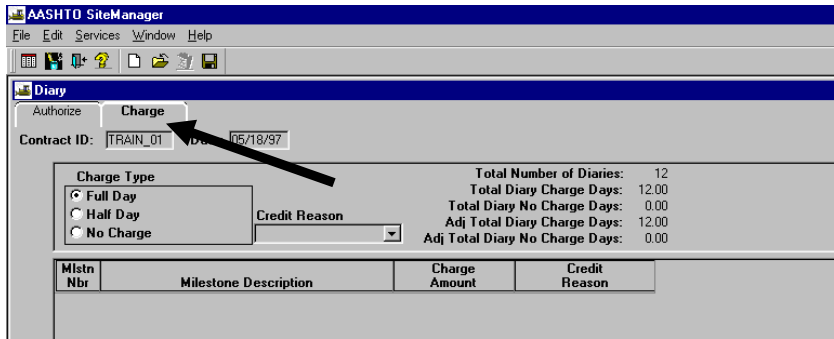 AASHTO SiteManager
File Edit Services Window Help
Diary
Authorize Charge
Contract ID: TRAIN_01 05/18/97
Charge Type
Full Day
Half Day
No Charge
Credit Reason
Total Number of Diaries: 12
Total Diary Charge Days: 12.00
Total Diary No Charge Days: 0.00
Adj Total Diary Charge Days: 12.00
Adj Total Diary No Charge Days: 0.00
Mlstn Nbr Milestone Description Charge Amount Credit Reason